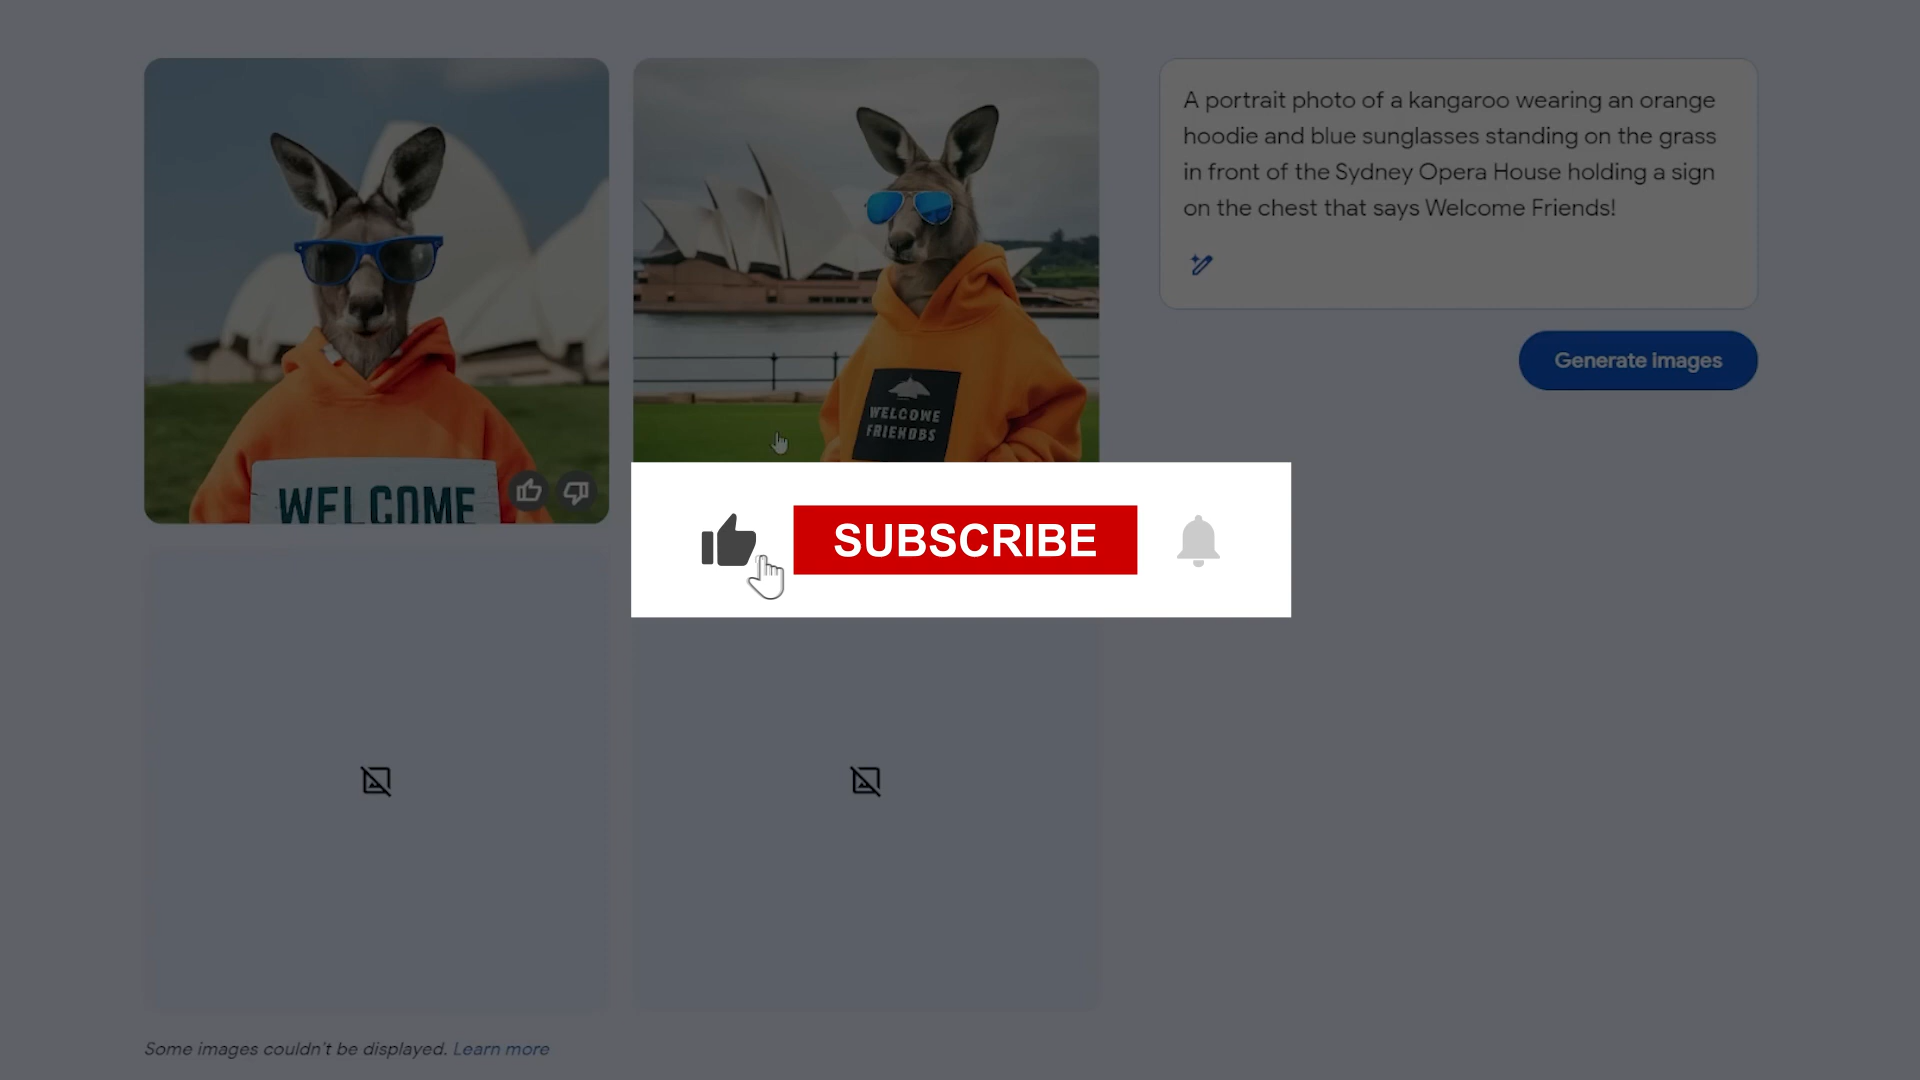 A portrait photo of a kangaroo wearing an orange
hoodie and blue sunglasses standing on the grass
in front of the Sydney Opera House holding a sign
on the chest that says Welcome Friends!
Generate images
WELCOME
FRIENDBS
WELCOME
SUBSCRIBE
Some images couldn't be displayed. Learn more